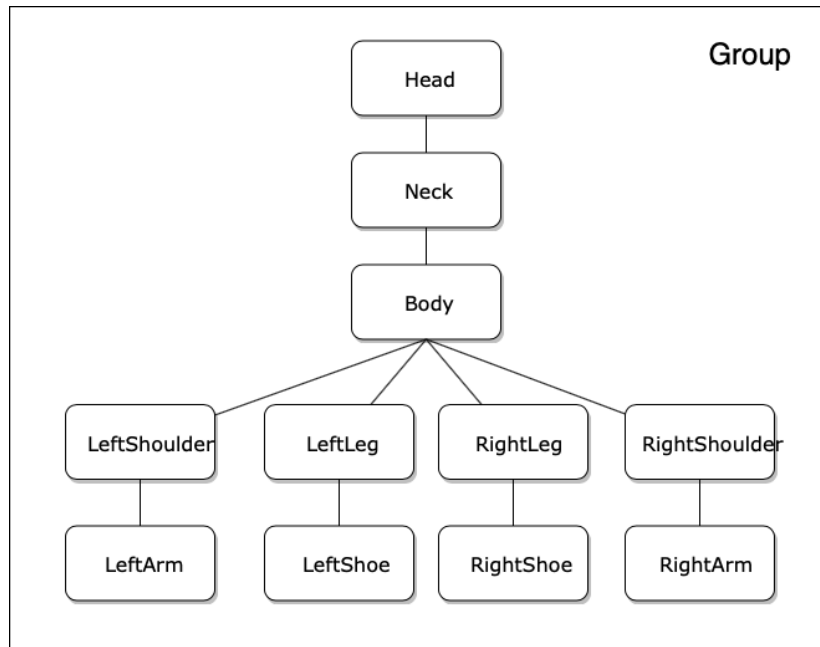 Group
Head
Neck
Body
LeftShoulder
LeftLeg
RightLeg
RightShoulder
LeftArm
LeftShoe
RightShoe
RightArm